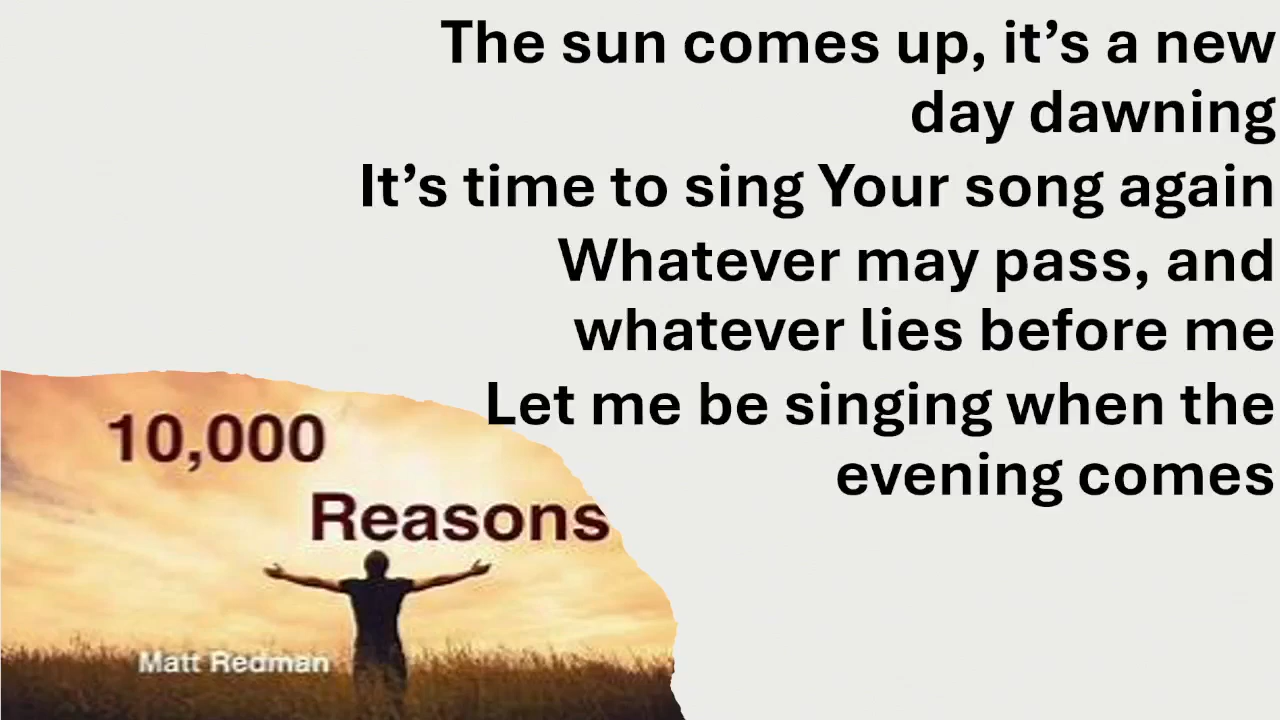 The sun comes up, it’s a new
day dawning
It’s time to sing Your song again
Whatever may pass, and
whatever lies before me
Let me be singing when the
evening comes
10,000
Reasons
Matt Redman